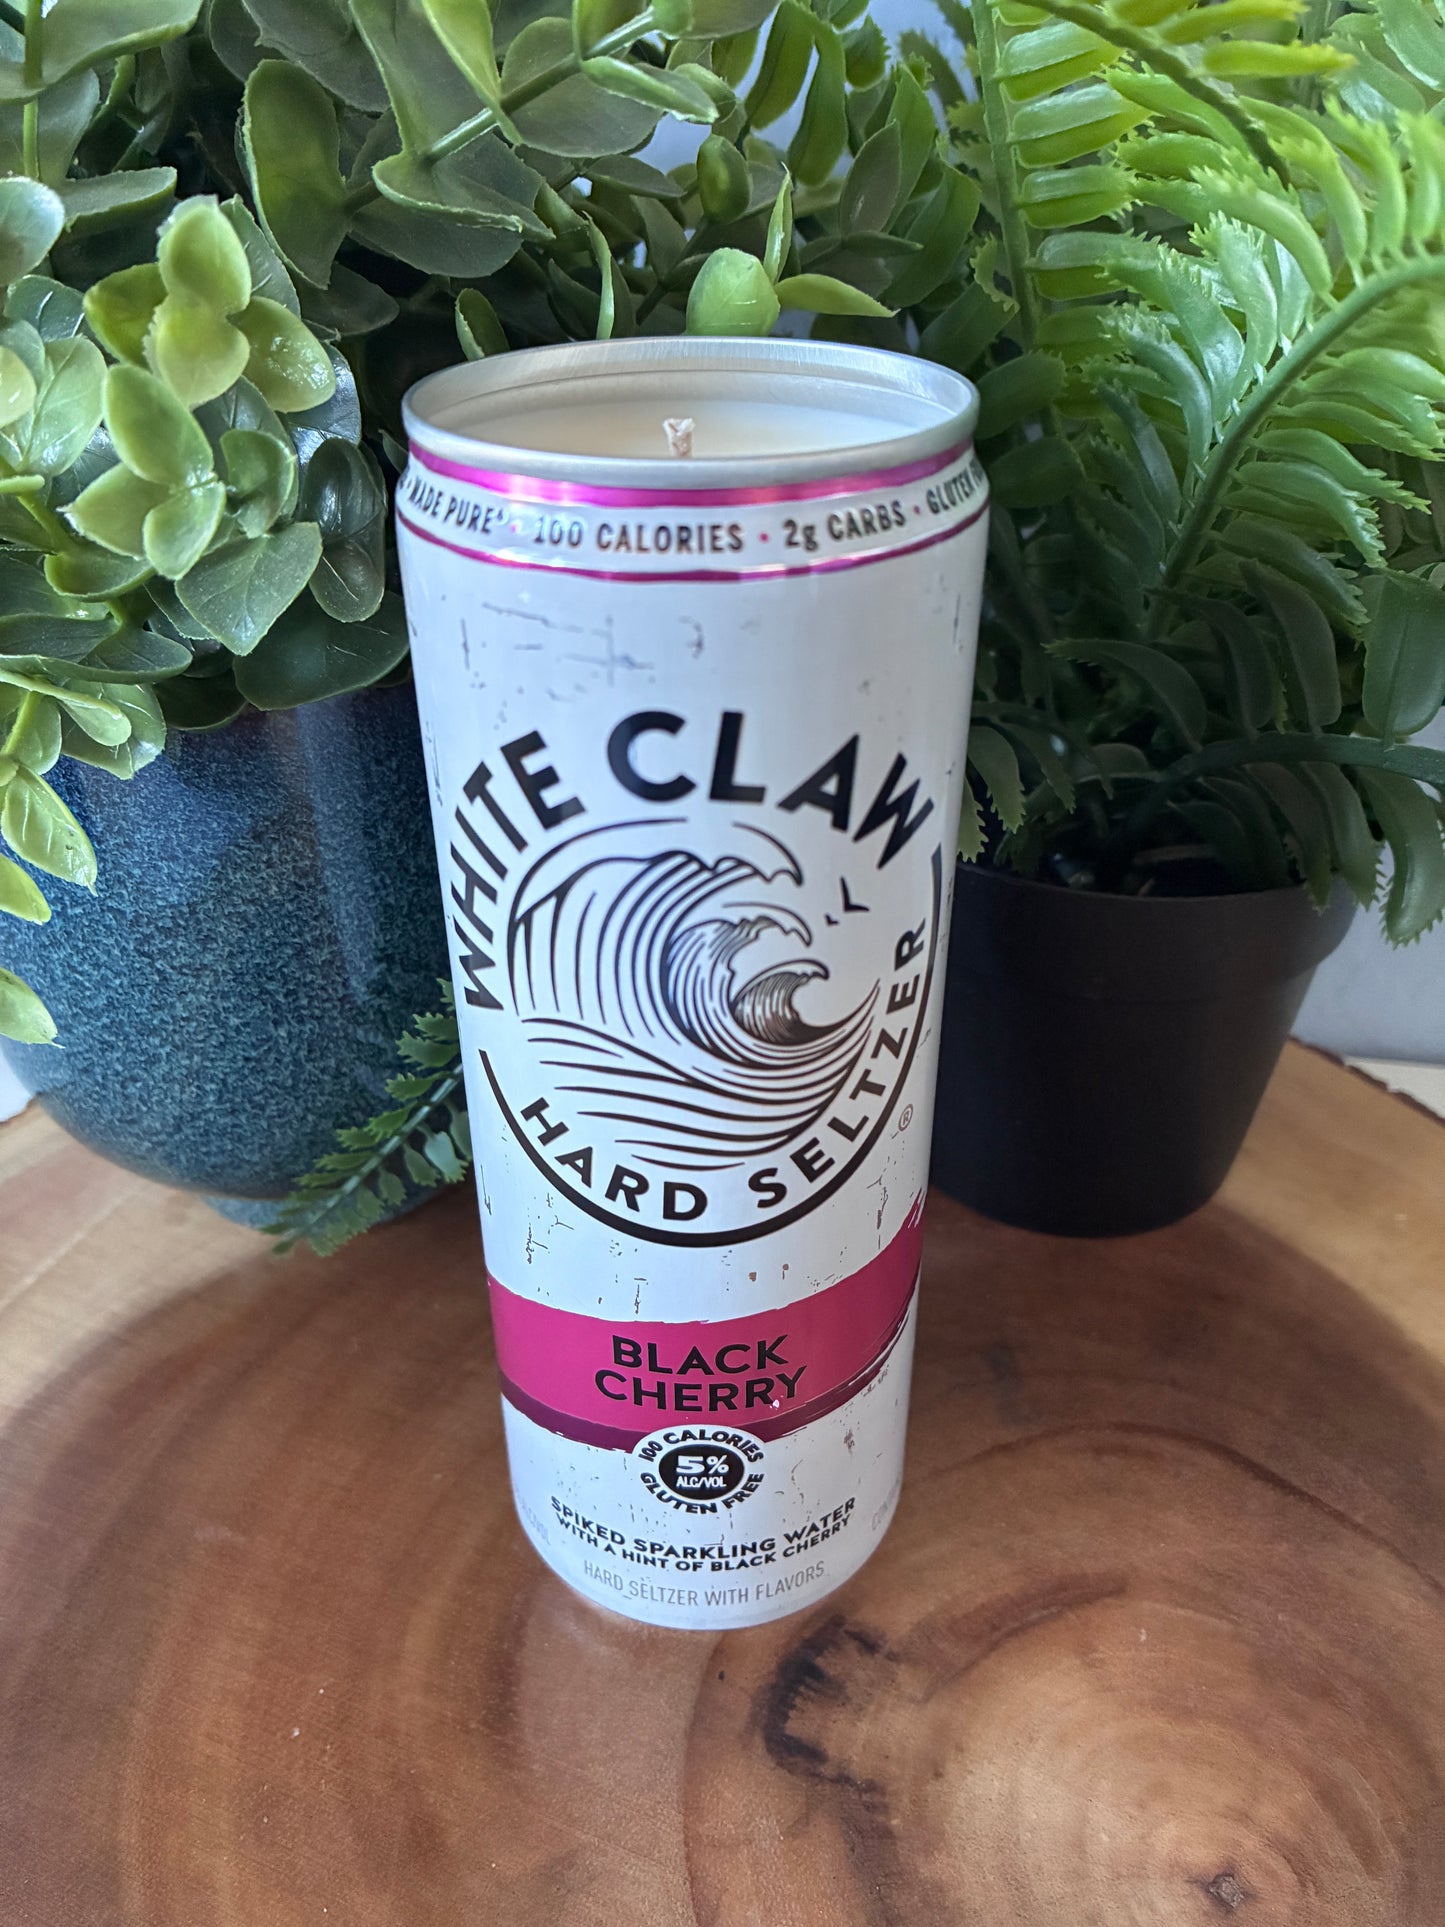 MADE PURE • 100 CALORIES • 2g CARBS • GLUTEN
WHITE CLAW
HARD SELTZER
®
BLACK
CHERRY
100 CALORIES
5%
ALC/VOL
GLUTEN FREE
SPIKED SPARKLING WATER
WITH A HINT OF BLACK CHERRY
HARD SELTZER WITH FLAVORS